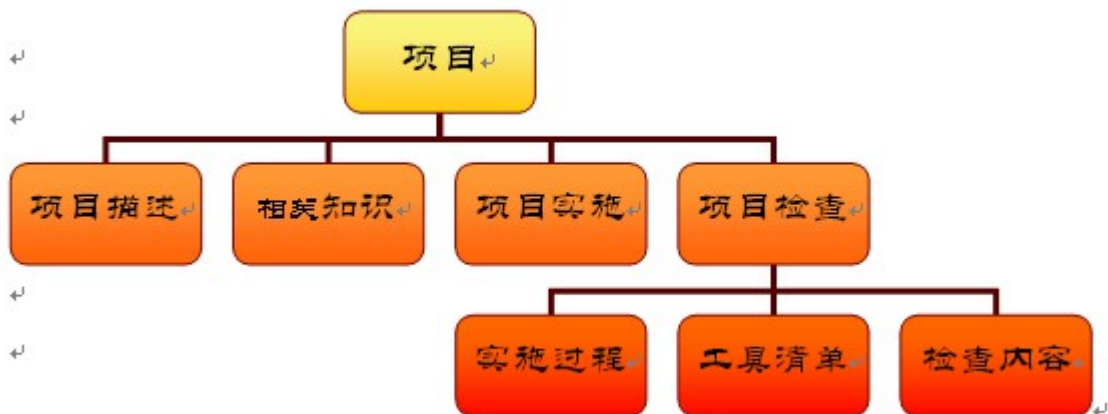 项目
项目描述
相关知识
项目实施
项目检查
实施过程
工具清单
检查内容